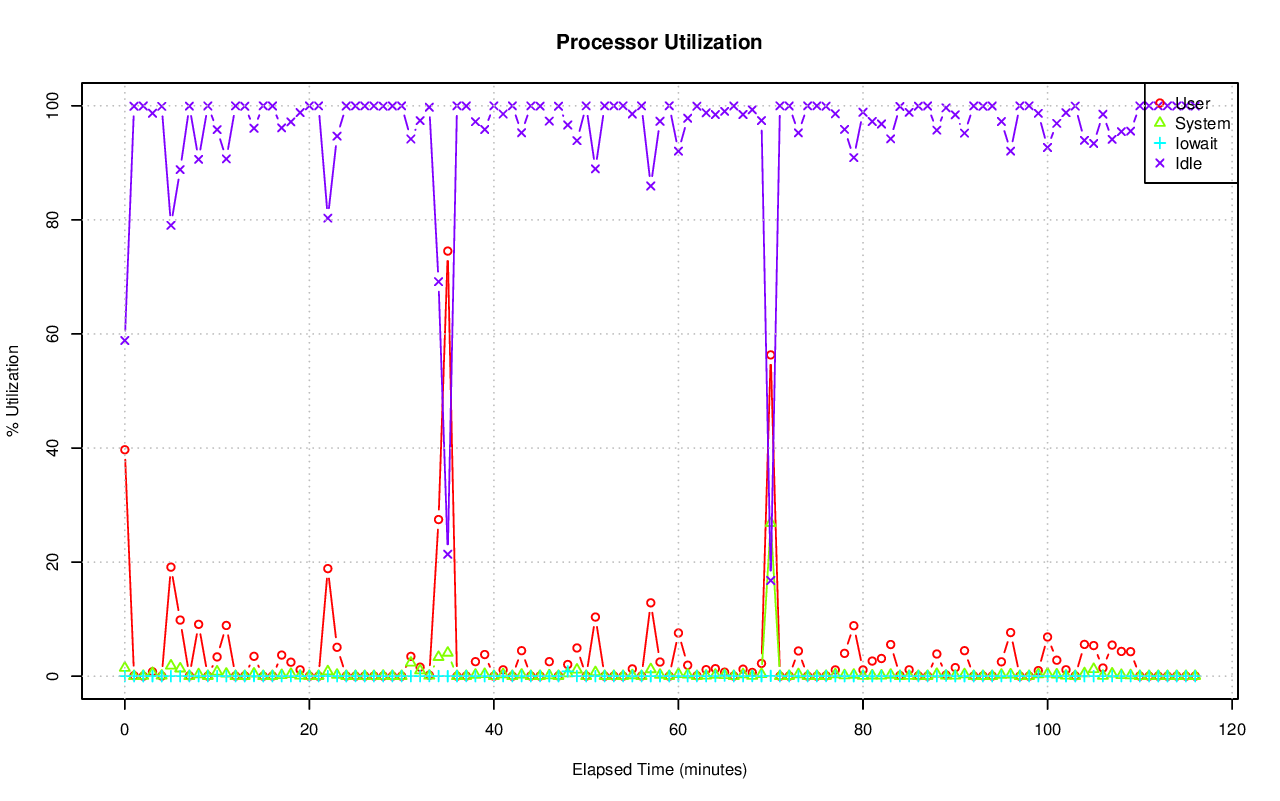 Processor Utilization
% Utilization
100
80
60
40
20
0
User
System
Iowait
Idle
0 20 40 60 80 100 120
Elapsed Time (minutes)